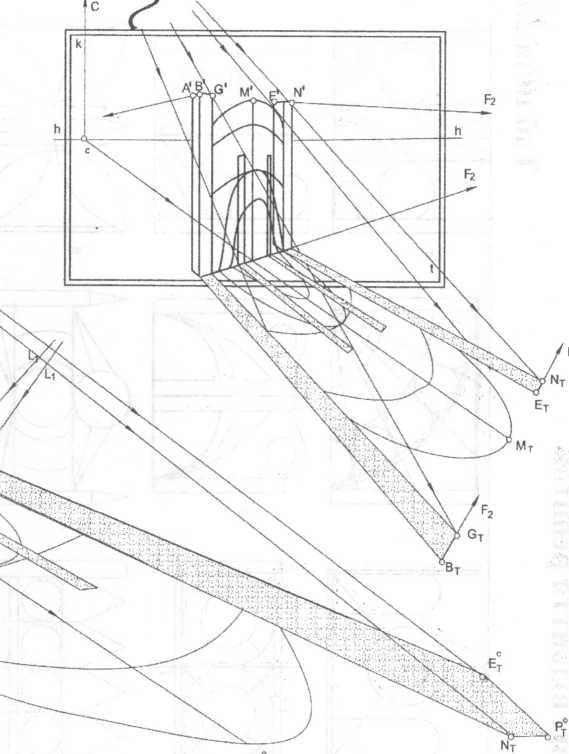 C
k
A' B' G' M' E' N'
F₂
h h
c
F₂
t
N_T
E_T
M_T
L₁
L₁
F₂
G_T
B_T
E_T^c
P_T^c
N_T